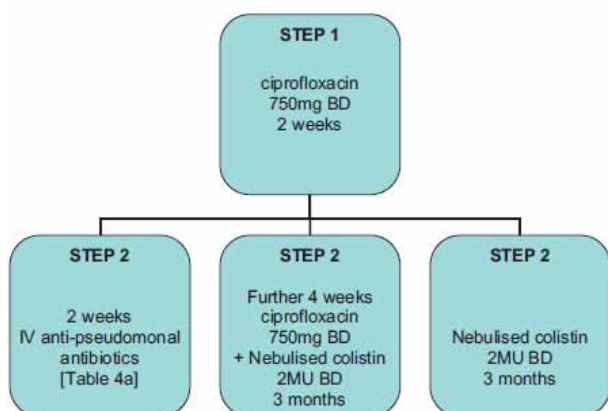 STEP 1
ciprofloxacin
750mg BD
2 weeks
STEP 2
2 weeks
IV anti-pseudomonal
antibiotics
[Table 4a]
STEP 2
Further 4 weeks
ciprofloxacin
750mg BD
+ Nebulised colistin
2MU BD
3 months
STEP 2
Nebulised colistin
2MU BD
3 months